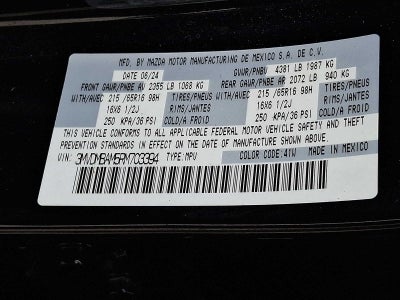 MFD. BY MAZDA MOTOR MANUFACTURING DE MEXICO S.A. DE C.V.
DATE 06/24 GVWR/PNBV 4381 LB 1987 KG
FRONT GAWR/PNBE AV 2355 LB 1068 KG REAR GAWR/PNBE AR 2072 LB 940 KG
WITH/AVEC 215 /65R16 98H TIRES/PNEUS WITH/AVEC 215 /65R16 98H TIRES/PNEUS
16X6 1/2J RIMS/JANTES 16X6 1/2J RIMS/JANTES
250 KPA/36 PSI COLD/A FROID 250 KPA/36 PSI COLD/A FROID
THIS VEHICLE CONFORMS TO ALL APPLICABLE FEDERAL MOTOR VEHICLE SAFETY AND THEFT
PREVENTION STANDARDS IN EFFECT ON THE DATE OF MANUFACTURE SHOWN ABOVE.
VIN: TYPE:MPV COLOR CODE:41W MADE IN MEXICO